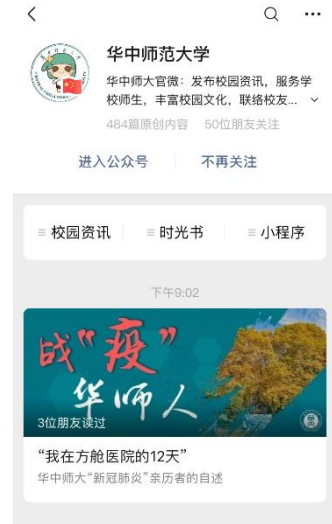 华中师范大学
华中师大官微：发布校园资讯，服务学
校师生，丰富校园文化，联络校友...
484篇原创内容 50位朋友关注
进入公众号 不再关注
校园资讯 时光书 小程序
下午9:02
战“疫”
华师人
3位朋友读过
“我在方舱医院的12天”
华中师大“新冠肺炎”亲历者的自述